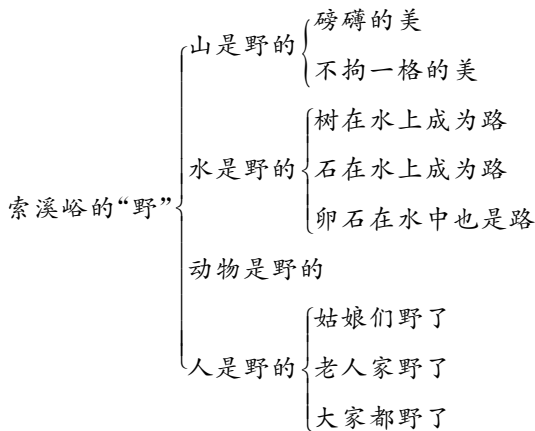 索溪峪的“野”
山是野的
磅礴的美
不拘一格的美
水是野的
树在水上成为路
石在水上成为路
卵石在水中也是路
动物是野的
人是野的
姑娘们野了
老人家野了
大家都野了